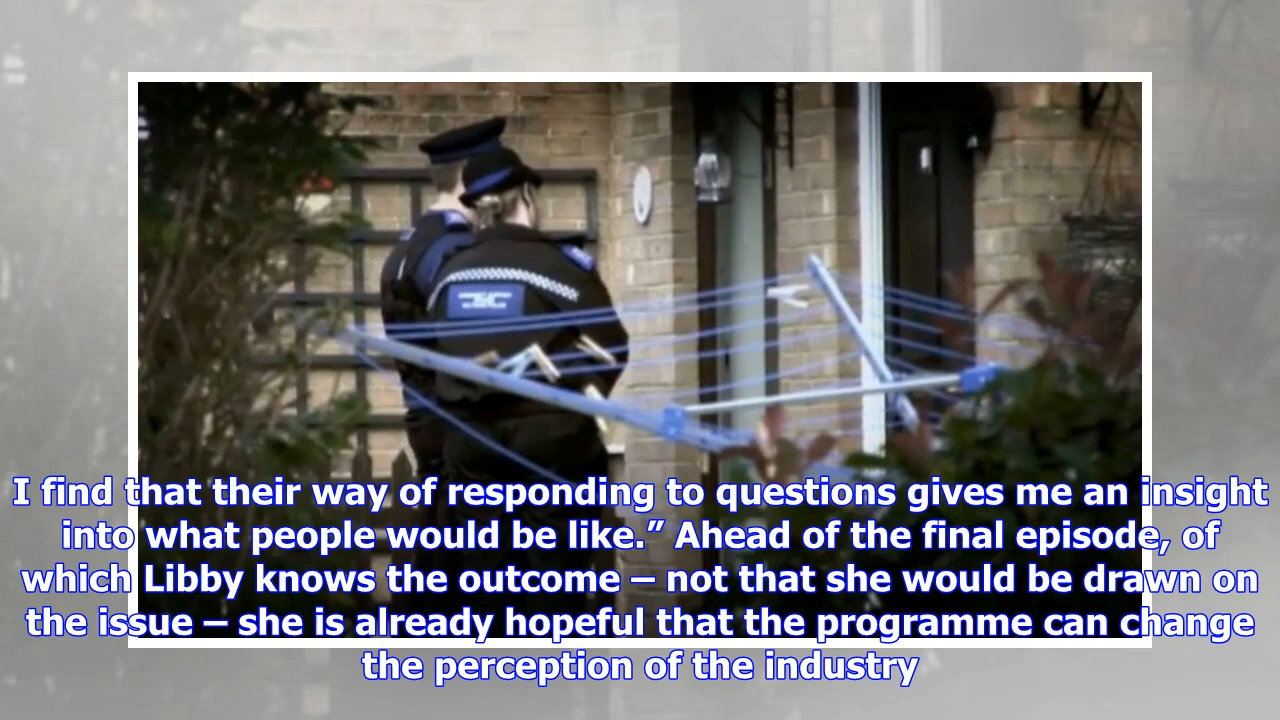 I find that their way of responding to questions gives me an insight
into what people would be like.” Ahead of the final episode, of
which Libby knows the outcome – not that she would be drawn on
the issue – she is already hopeful that the programme can change
the perception of the industry